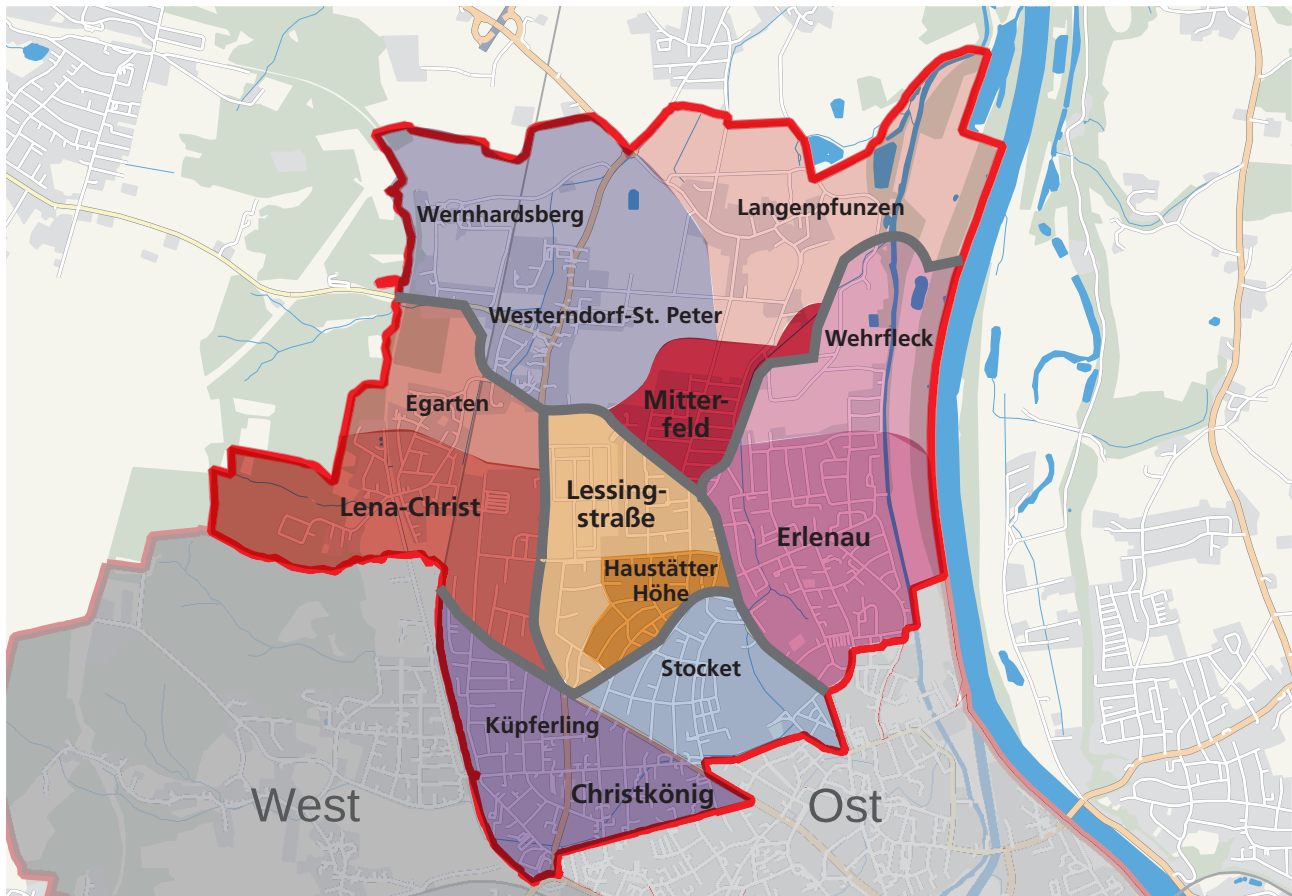 Wernhardsberg
Langenpfunzen
Westerndorf-St. Peter
Wehrfleck
Egarten
Mitter-
feld
Lena-Christ
Lessing-
straße
Erlenau
Haustätter
Höhe
Stocket
Küpferling
Christkönig
West
Ost